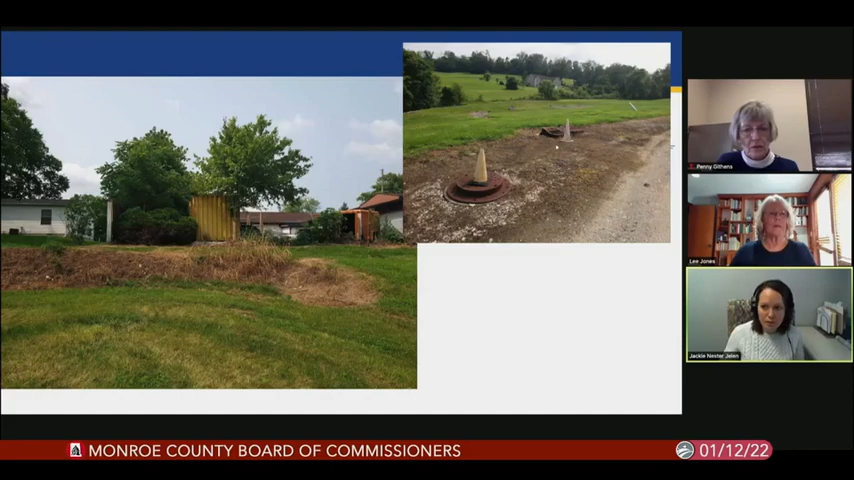 Penny Githens
Lee Jones
Jackie Nester Jelen
MONROE COUNTY BOARD OF COMMISSIONERS
01/12/22